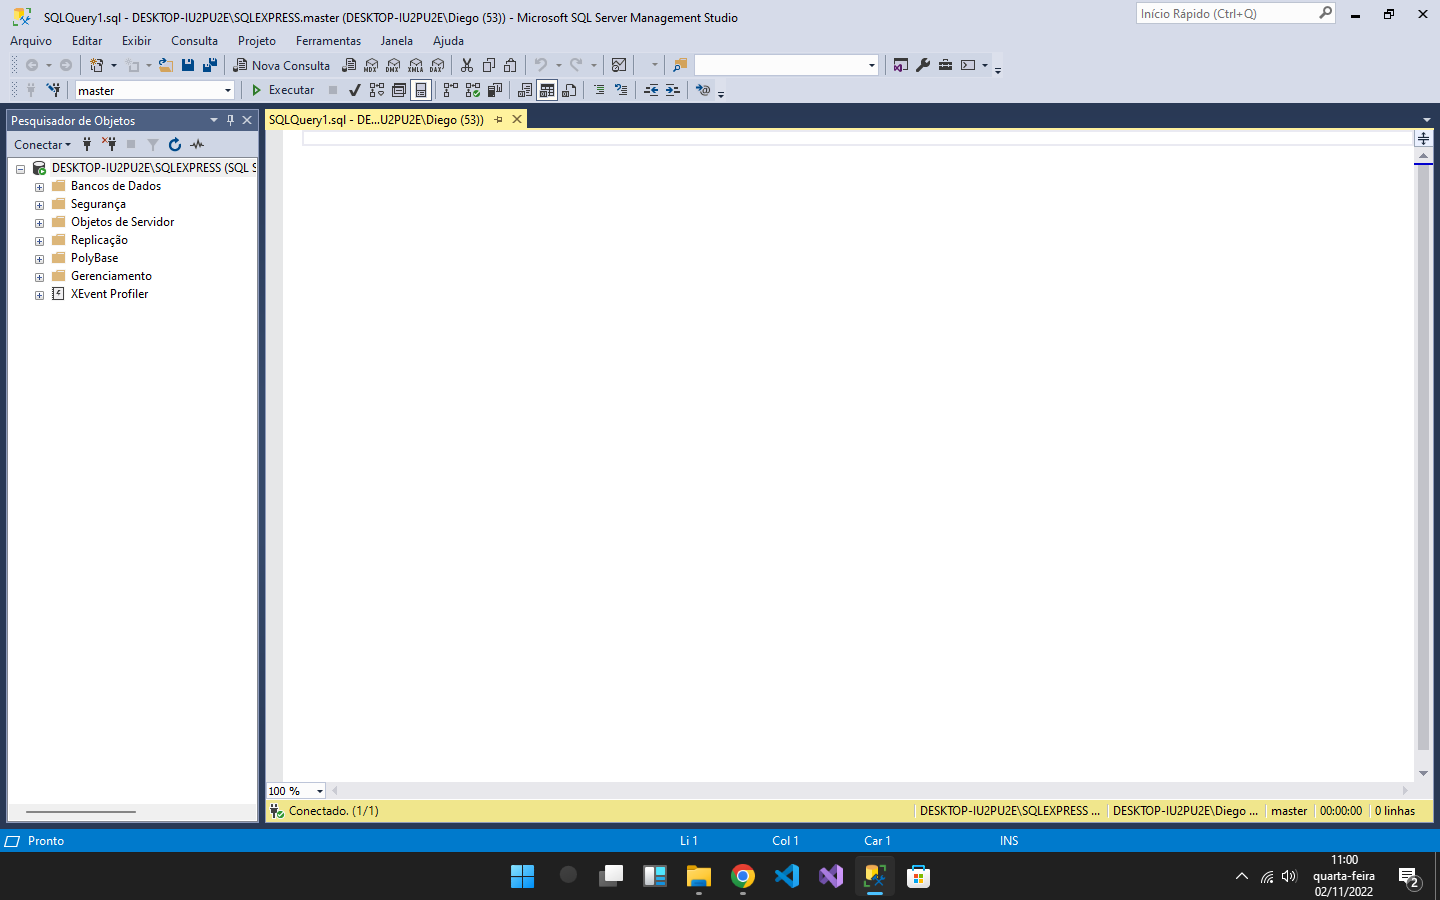 SQLQuery1.sql - DESKTOP-IU2PU2E\SQLEXPRESS.master (DESKTOP-IU2PU2E\Diego (53)) - Microsoft SQL Server Management Studio
Início Rápido (Ctrl+Q)
Arquivo Editar Exibir Consulta Projeto Ferramentas Janela Ajuda
Nova Consulta
MDX DMX XMLA DAX
master
Executar
Pesquisador de Objetos
SQLQuery1.sql - DE...U2PU2E\Diego (53))
Conectar
DESKTOP-IU2PU2E\SQLEXPRESS (SQL S
Bancos de Dados
Segurança
Objetos de Servidor
Replicação
PolyBase
Gerenciamento
XEvent Profiler
100 %
Conectado. (1/1)
DESKTOP-IU2PU2E\SQLEXPRESS ...
DESKTOP-IU2PU2E\Diego ...
master
00:00:00
0 linhas
Pronto
Li 1
Col 1
Car 1
INS
11:00
quarta-feira
02/11/2022
2